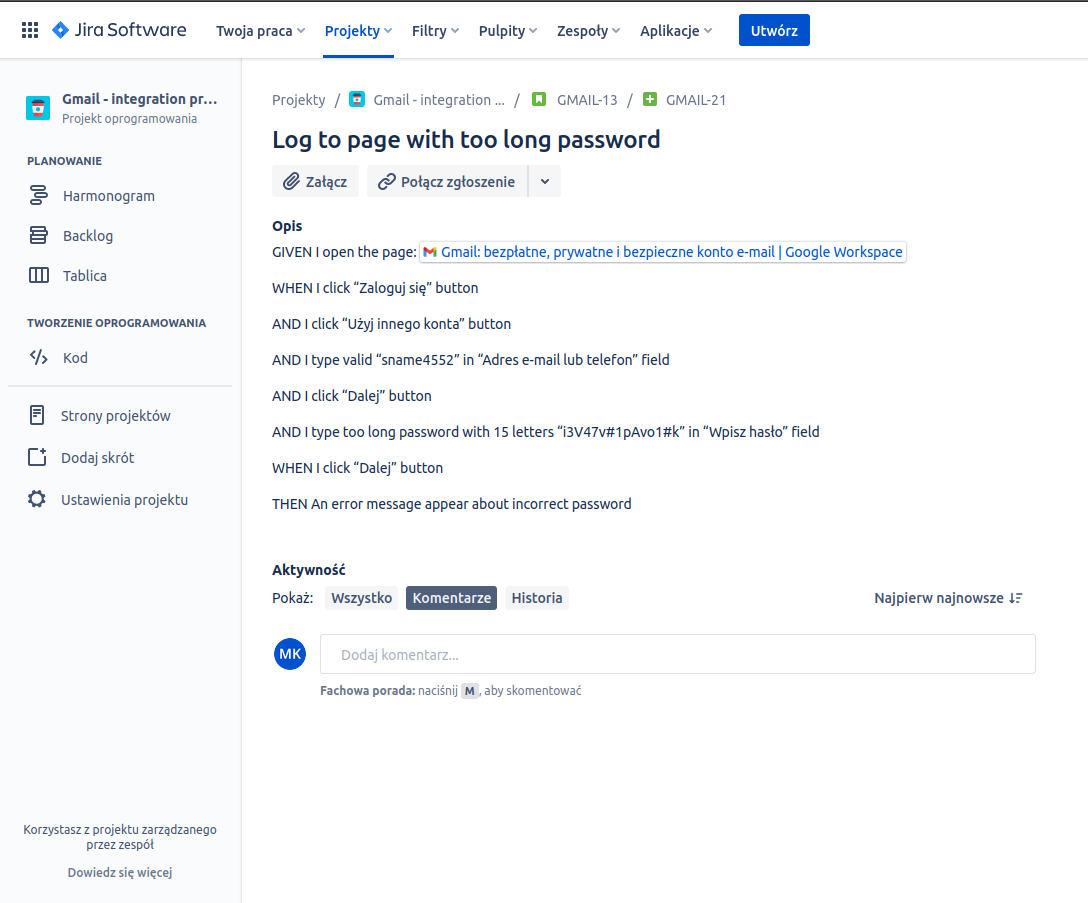 Jira Software Twoja praca Projekty Filtry Pulpity Zespoły Aplikacje Utwórz
Gmail - integration pr...
Projekt oprogramowania
PLANOWANIE
Harmonogram
Backlog
Tablica
TWORZENIE OPROGRAMOWANIA
Kod
Strony projektów
Dodaj skrót
Ustawienia projektu
Korzystasz z projektu zarządzanego
przez zespół
Dowiedz się więcej
Projekty / Gmail - integration ... / GMAIL-13 / GMAIL-21
Log to page with too long password
Załącz Połącz zgłoszenie
Opis
GIVEN I open the page: Gmail: bezpłatne, prywatne i bezpieczne konto e-mail | Google Workspace
WHEN I click “Zaloguj się” button
AND I click “Użyj innego konta” button
AND I type valid “sname4552” in “Adres e-mail lub telefon” field
AND I click “Dalej” button
AND I type too long password with 15 letters “i3V47v#1pAvo1#k” in “Wpisz hasło” field
WHEN I click “Dalej” button
THEN An error message appear about incorrect password
Aktywność
Pokaż: Wszystko Komentarze Historia Najpierw najnowsze
MK Dodaj komentarz...
Fachowa porada: naciśnij M, aby skomentować